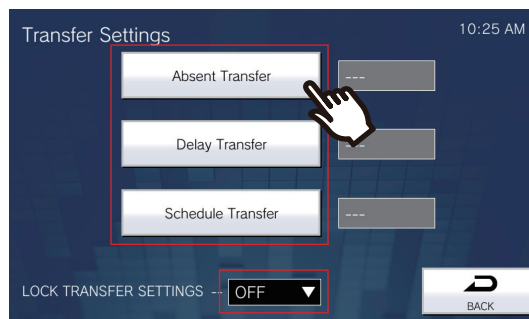 Transfer Settings
10:25 AM
Absent Transfer
---
Delay Transfer
---
Schedule Transfer
---
LOCK TRANSFER SETTINGS --
OFF ▼
BACK